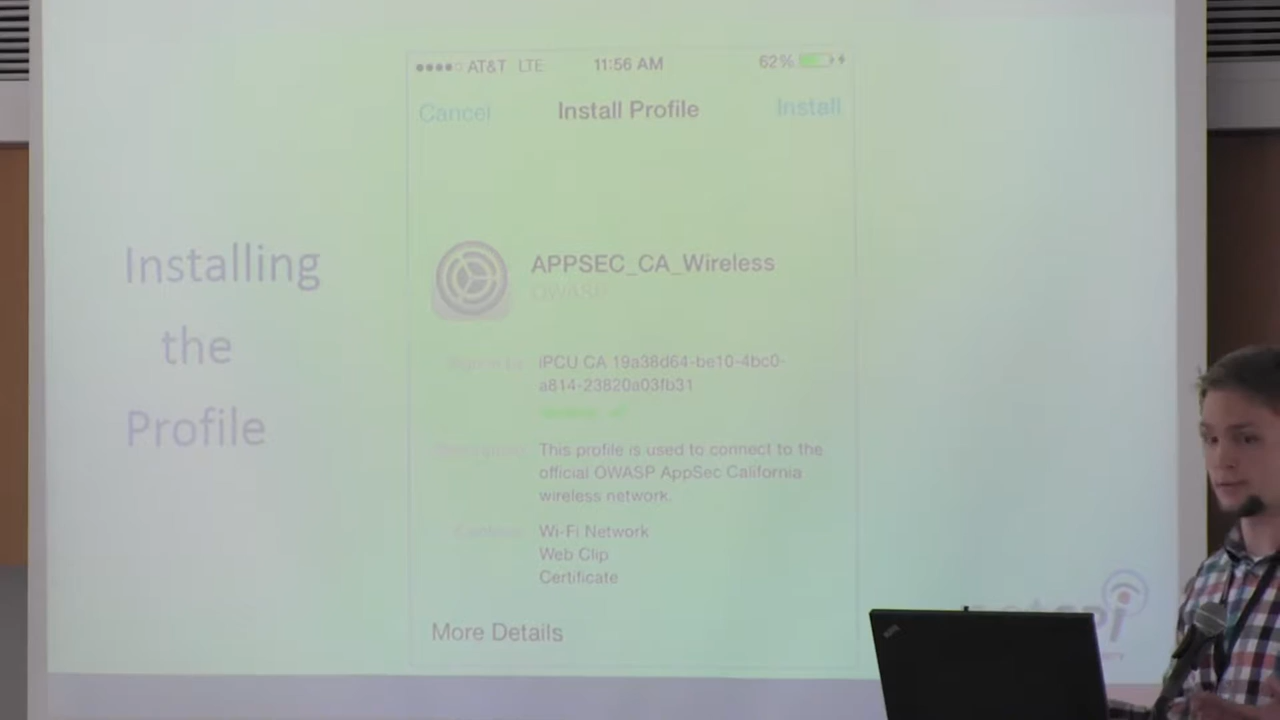 AT&T LTE 11:56 AM 62%
Cancel Install Profile Install
Installing
the
Profile
APPSEC_CA_Wireless
OWASP
iPCU CA 19a38d64-be10-4bc0-
a814-23820a03fb31
This profile is used to connect to the
official OWASP AppSec California
wireless network.
Wi-Fi Network
Web Clip
Certificate
More Details